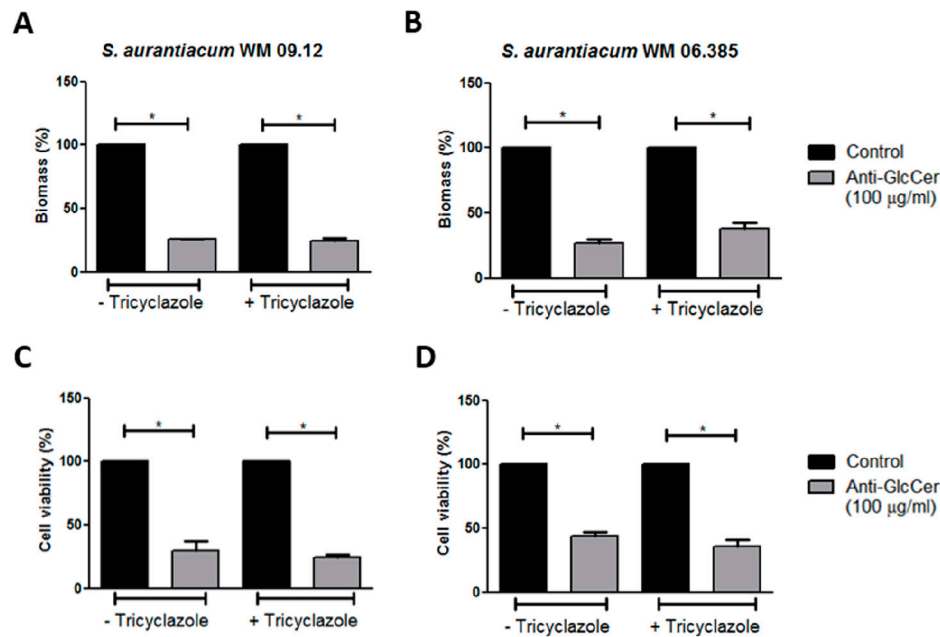 A
S. aurantiacum WM 09.12
Biomass (%)
150
100
50
0
*
*
- Tricyclazole
+ Tricyclazole
B
S. aurantiacum WM 06.385
Biomass (%)
150
100
50
0
*
*
- Tricyclazole
+ Tricyclazole
Control
Anti-GlcCer
(100 μg/ml)
C
Cell viability (%)
150
100
50
0
*
*
- Tricyclazole
+ Tricyclazole
D
Cell viability (%)
150
100
50
0
*
*
- Tricyclazole
+ Tricyclazole
Control
Anti-GlcCer
(100 μg/ml)